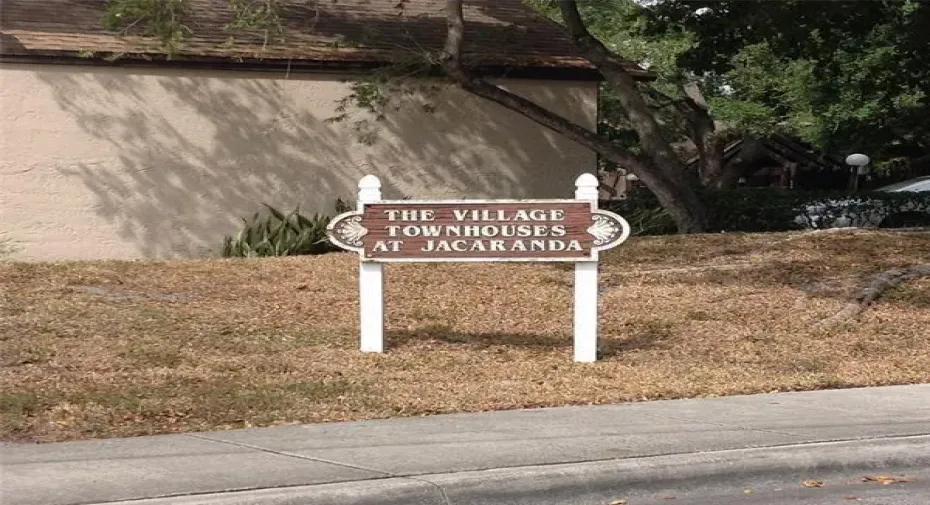 THE VILLAGE
TOWNHOUSES
AT JACARANDA